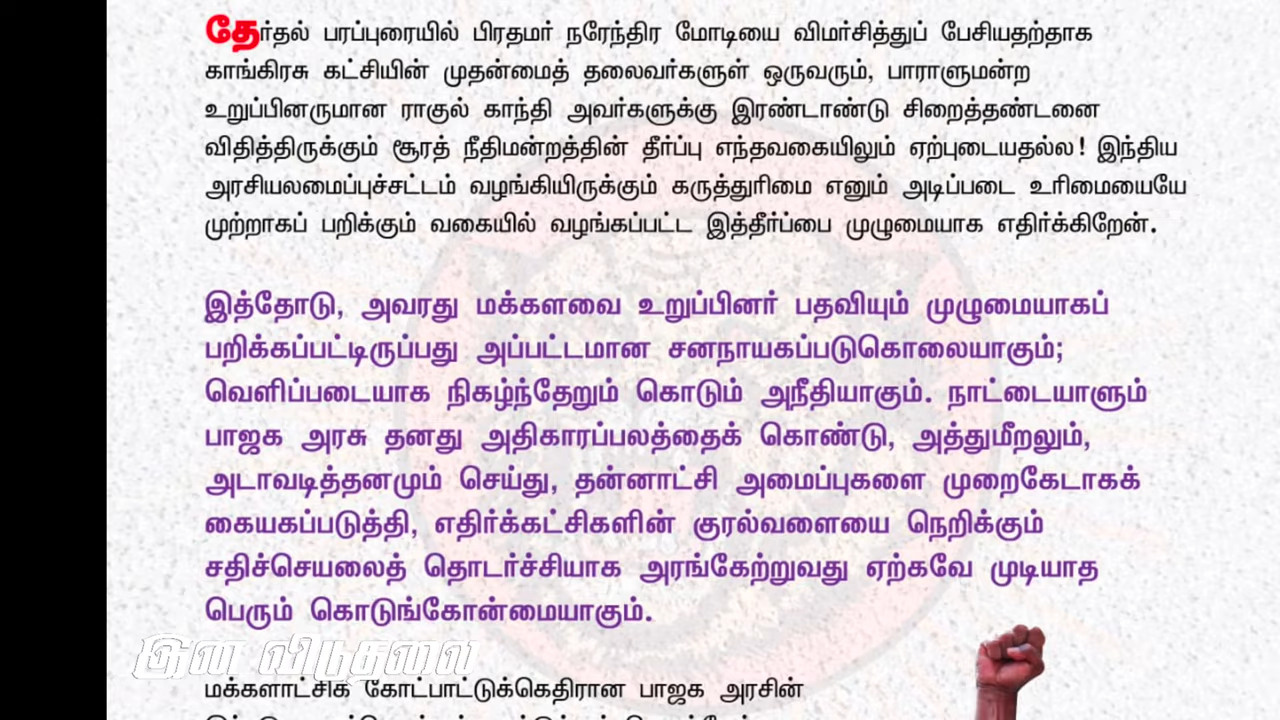 தேர்தல் பரப்புரையில் பிரதமர் நரேந்திர மோடியை விமர்சித்துப் பேசியதற்தாக
காங்கிரசு கட்சியின் முதன்மைத் தலைவர்களுள் ஒருவரும், பாராளுமன்ற
உறுப்பினருமான ராகுல் காந்தி அவர்களுக்கு இரண்டாண்டு சிறைத்தண்டனை
விதித்திருக்கும் சூரத் நீதிமன்றத்தின் தீர்ப்பு எந்தவகையிலும் ஏற்புடையதல்ல! இந்திய
அரசியலமைப்புச்சட்டம் வழங்கியிருக்கும் கருத்துரிமை எனும் அடிப்படை உரிமையையே
முற்றாகப் பறிக்கும் வகையில் வழங்கப்பட்ட இத்தீர்ப்பை முழுமையாக எதிர்க்கிறேன்.
இத்தோடு, அவரது மக்களவை உறுப்பினர் பதவியும் முழுமையாகப்
பறிக்கப்பட்டிருப்பது அப்பட்டமான சனநாயகப்படுகொலையாகும்;
வெளிப்படையாக நிகழ்ந்தேறும் கொடும் அநீதியாகும். நாட்டையாளும்
பாஜக அரசு தனது அதிகாரப்பலத்தைக் கொண்டு, அத்துமீறலும்,
அடாவடித்தனமும் செய்து, தன்னாட்சி அமைப்புகளை முறைகேடாகக்
கையகப்படுத்தி, எதிர்க்கட்சிகளின் குரல்வளையை நெறிக்கும்
சதிச்செயலைத் தொடர்ச்சியாக அரங்கேற்றுவது ஏற்கவே முடியாத
பெரும் கொடுங்கோன்மையாகும்.
இன விடுதலை
மக்களாட்சிக் கோட்பாட்டுக்கெதிரான பாஜக அரசின்